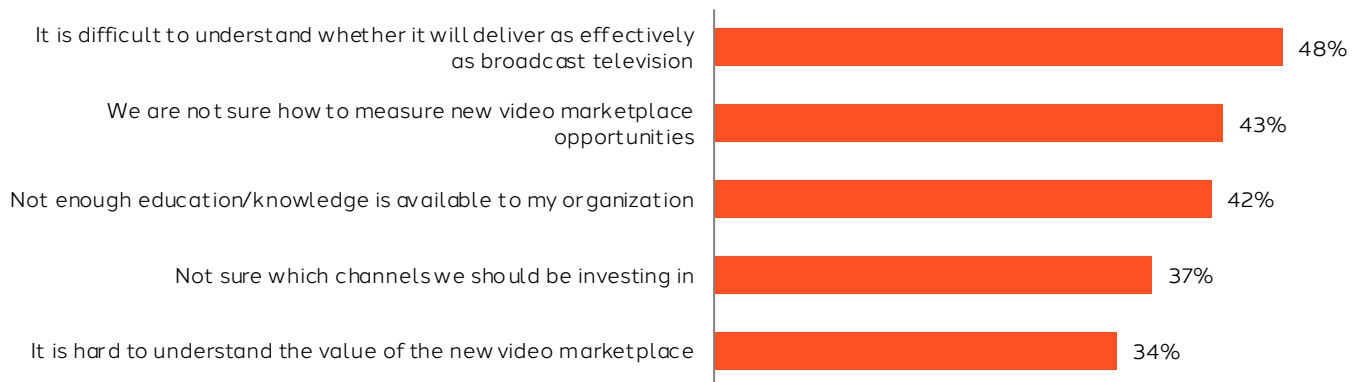 It is difficult to understand whether it will deliver as effectively
as broadcast television
48%
We are not sure how to measure new video marketplace
opportunities
43%
Not enough education/knowledge is available to my organization
42%
Not sure which channels we should be investing in
37%
It is hard to understand the value of the new video marketplace
34%